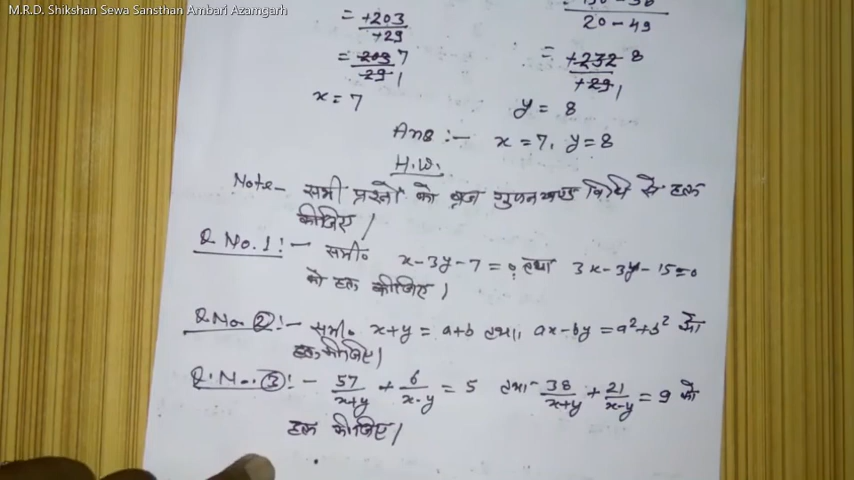 M.R.D. Shikshan Sewa Sansthan Ambari Azamgarh
= +203/+29
20-49
= 203/29 7/1
= +232/+29 8/1
x = 7
y = 8
Ans :- x = 7, y = 8
H.W.
Note- सभी प्रश्नों को बज्र गुणनखण्ड विधि से हल
कीजिए।
Q No. 1:- समी० x-3y-7=0 तथा 3x-3y-15=0
को हल कीजिए।
Q No. 2:- समी० x+y = a+b तथा, ax-by = a²+b² को
हल कीजिए।
Q. No. 3:- 57/x+y + 6/x-y = 5 तथा 38/x+y + 21/x-y = 9 को
हल कीजिए।